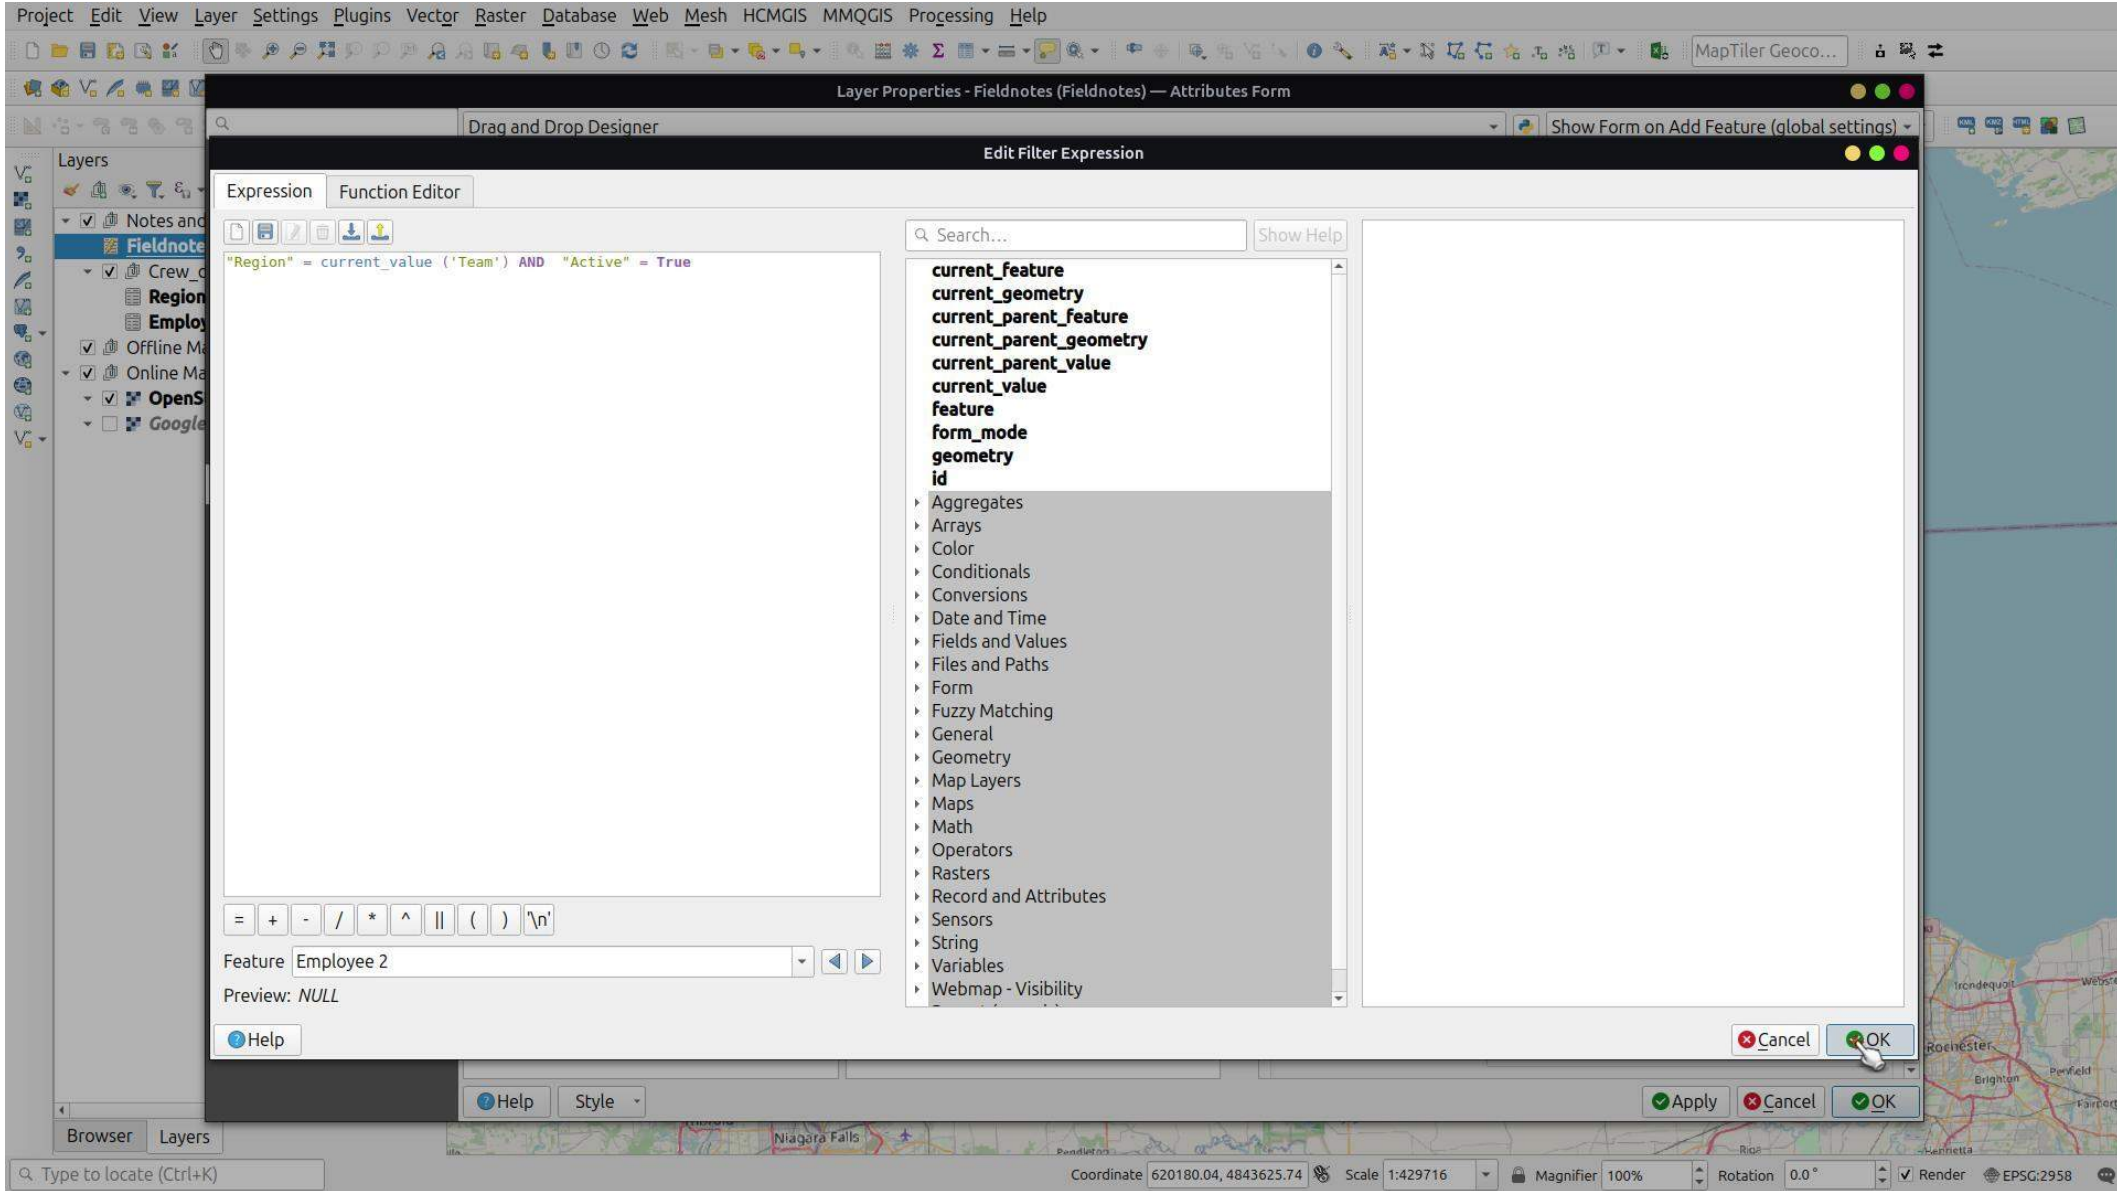 Project Edit View Layer Settings Plugins Vector Raster Database Web Mesh HCMGIS MMQGIS Processing Help
MapTiler Geoco...
Layer Properties - Fieldnotes (Fieldnotes) — Attributes Form
Drag and Drop Designer
Show Form on Add Feature (global settings)
Edit Filter Expression
Layers
Expression Function Editor
Notes and
Fieldnote
Crew_c
Region
Employ
Offline Ma
Online Ma
OpenS
Google
Search... Show Help
"Region" = current_value ('Team') AND "Active" = True
current_feature
current_geometry
current_parent_feature
current_parent_geometry
current_parent_value
current_value
feature
form_mode
geometry
id
Aggregates
Arrays
Color
Conditionals
Conversions
Date and Time
Fields and Values
Files and Paths
Form
Fuzzy Matching
General
Geometry
Map Layers
Maps
Math
Operators
Rasters
Record and Attributes
Sensors
String
Variables
Webmap - Visibility
= + - / * ^ || ( ) '\n'
Feature Employee 2
Preview: NULL
Help Cancel OK
Help Style Apply Cancel OK
Irondequoit
Webste
Rochester
Brighton
Penfield
Fairport
Henrietta
Niagara Falls
Pendleton
Browser Layers
Type to locate (Ctrl+K)
Coordinate 620180.04, 4843625.74 Scale 1:429716 Magnifier 100% Rotation 0.0 ° Render EPSG:2958